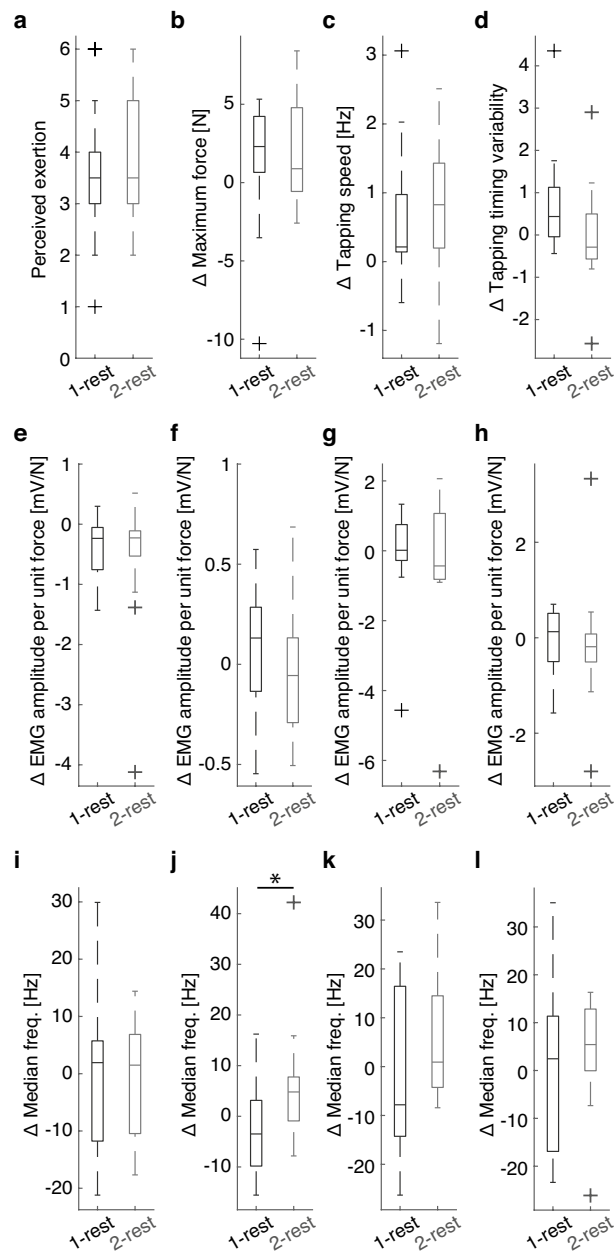 a
b
c
d
Perceived exertion
6
5
4
3
2
1
0
1-rest
2-rest
Δ Maximum force [N]
5
0
-5
-10
1-rest
2-rest
Δ Tapping speed [Hz]
3
2
1
0
-1
1-rest
2-rest
Δ Tapping timing variability
4
3
2
1
0
-1
-2
1-rest
2-rest
e
f
g
h
Δ EMG amplitude per unit force [mV/N]
1
-0
-1
-2
-3
-4
1-rest
2-rest
Δ EMG amplitude per unit force [mV/N]
1
0.5
0
-0.5
1-rest
2-rest
Δ EMG amplitude per unit force [mV/N]
2
0
-2
-4
-6
1-rest
2-rest
Δ EMG amplitude per unit force [mV/N]
2
0
-2
1-rest
2-rest
i
j
k
l
Δ Median freq. [Hz]
30
20
10
0
-10
-20
1-rest
2-rest
Δ Median freq. [Hz]
*
40
30
20
10
0
-10
1-rest
2-rest
Δ Median freq. [Hz]
30
20
10
0
-10
-20
1-rest
2-rest
Δ Median freq. [Hz]
30
20
10
0
-10
-20
1-rest
2-rest